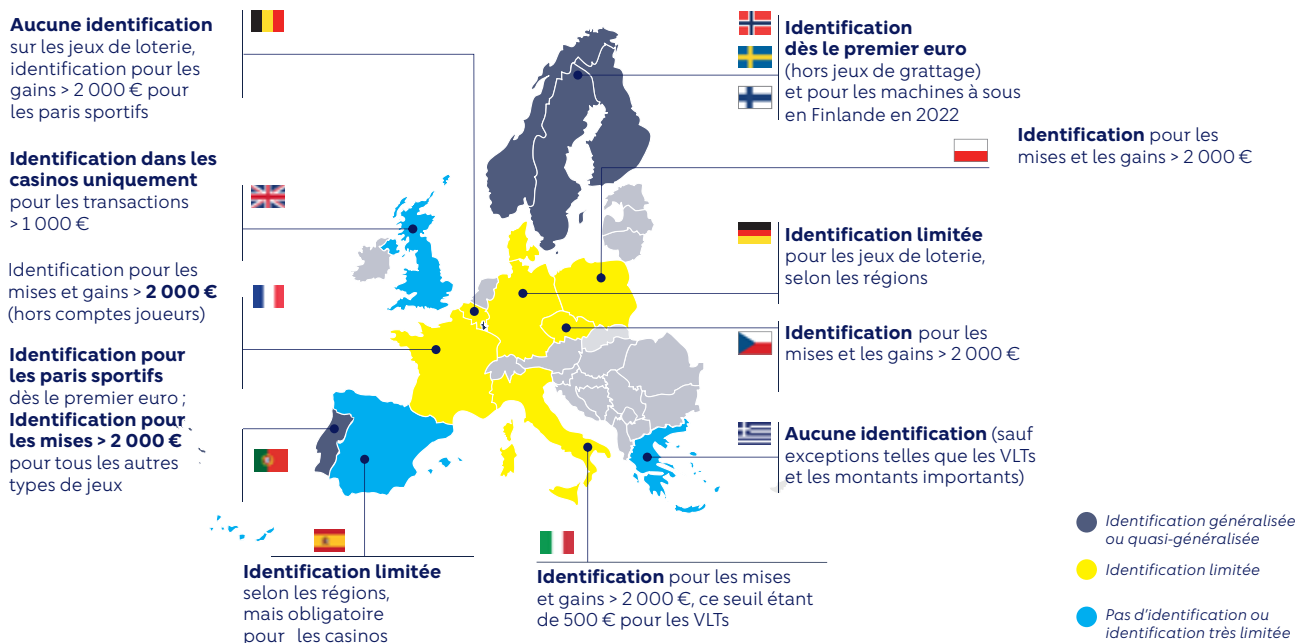 Aucune identification
sur les jeux de loterie,
identification pour les
gains > 2 000 € pour
les paris sportifs
Identification dans les
casinos uniquement
pour les transactions
>1 000 €
Identification pour les
mises et gains > 2 000 €
(hors comptes joueurs)
Identification pour
les paris sportifs
dès le premier euro ;
Identification pour
les mises > 2 000 €
pour tous les autres
types de jeux
Identification limitée
selon les régions,
mais obligatoire
pour les casinos
Identification pour les mises
et gains > 2 000 €, ce seuil étant
de 500 € pour les VLTs
Identification
dès le premier euro
(hors jeux de grattage)
et pour les machines à sous
en Finlande en 2022
Identification pour les
mises et les gains > 2 000 €
Identification limitée
pour les jeux de loterie,
selon les régions
Identification pour les
mises et les gains > 2 000 €
Aucune identification (sauf
exceptions telles que les VLTs
et les montants importants)
Identification généralisée
ou quasi-généralisée
Identification limitée
Pas d'identification ou
identification très limitée